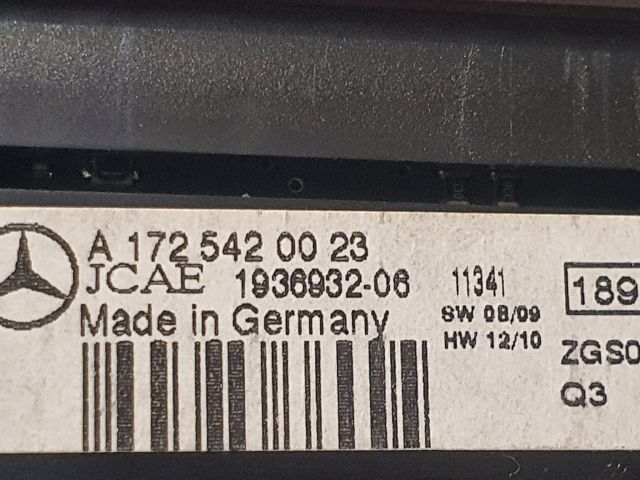 A 172 542 00 23
JCAE 1936932-06 11341
Made in Germany SW 08/09
HW 12/10
189
ZGS0
Q3